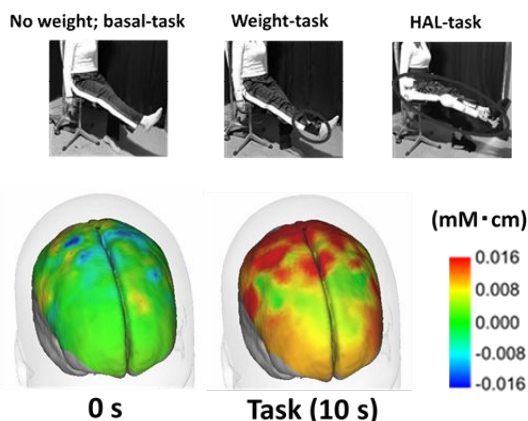 No weight; basal-task
Weight-task
HAL-task
(mM・cm)
0.016
0.008
0.000
-0.008
-0.016
0 s
Task (10 s)